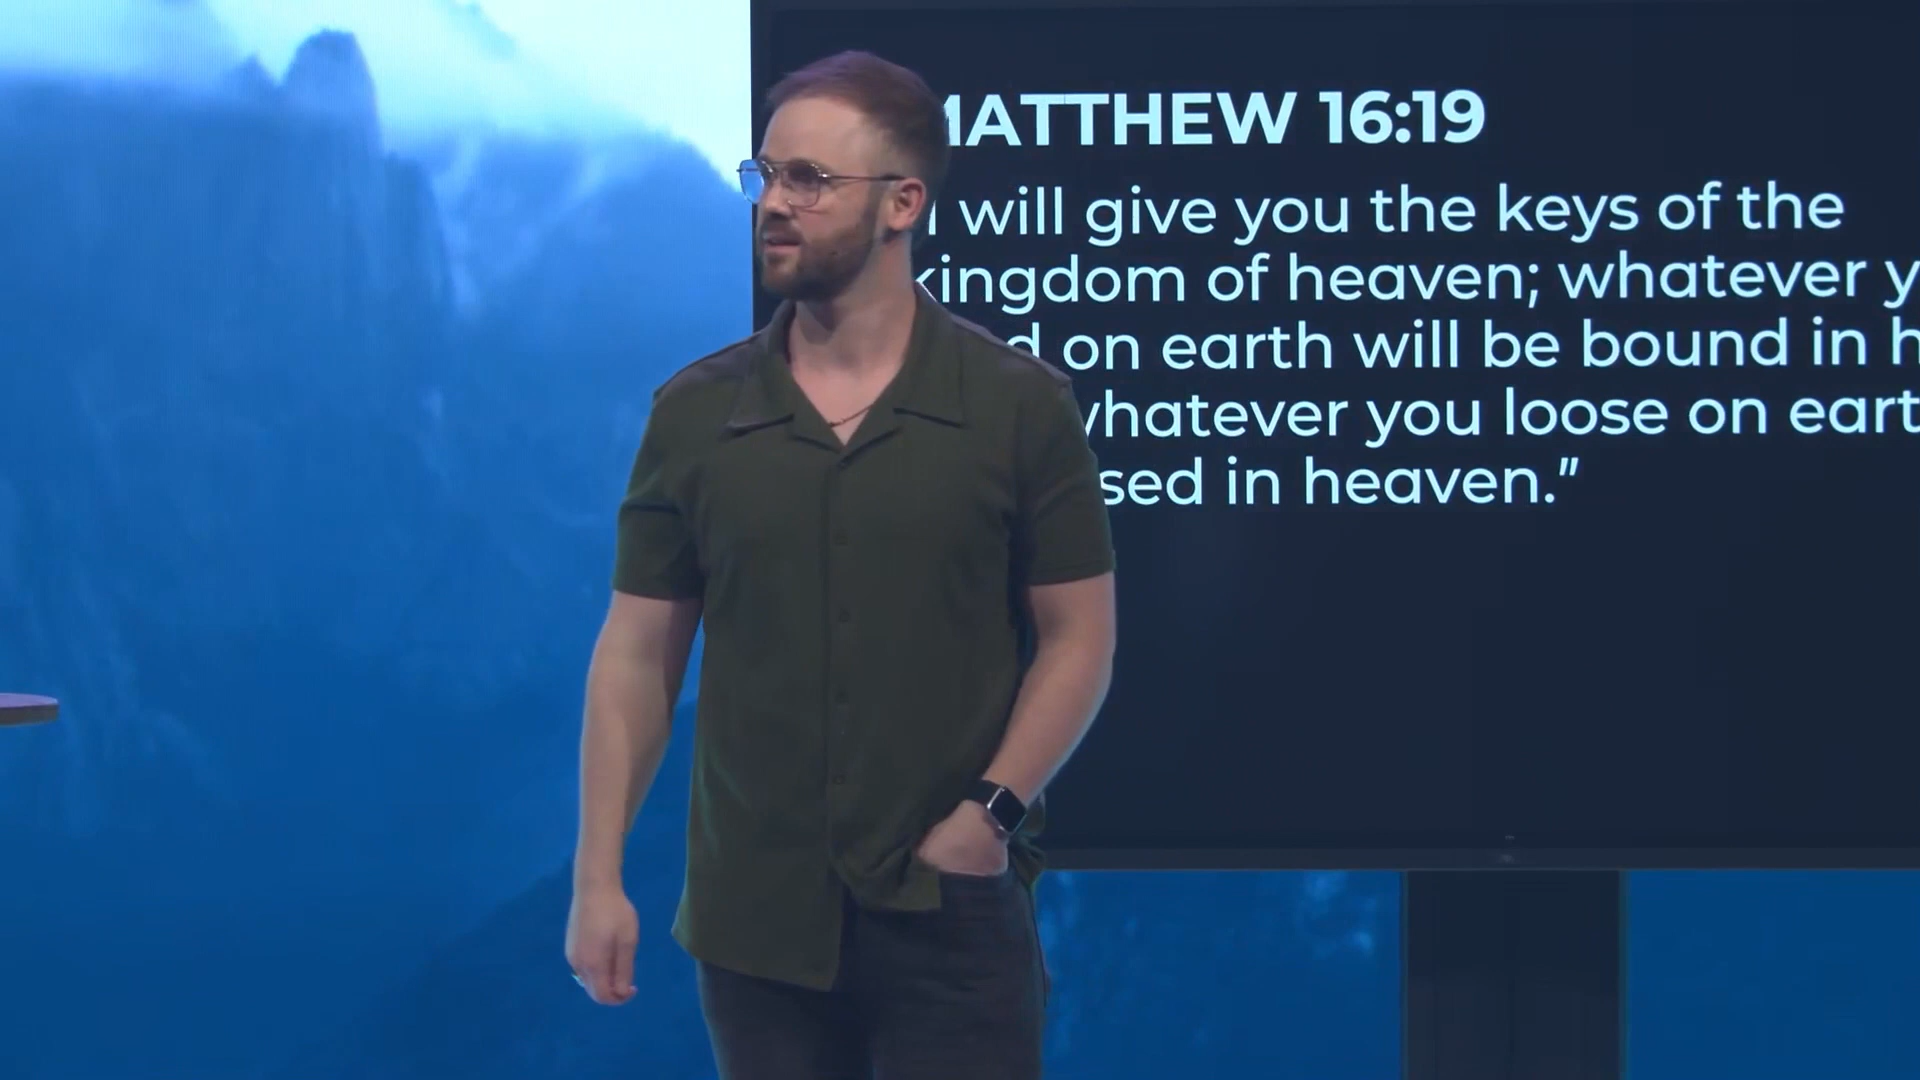 MATTHEW 16:19
I will give you the keys of the
kingdom of heaven; whatever
on earth will be bound in
whatever you loose on
in heaven.”